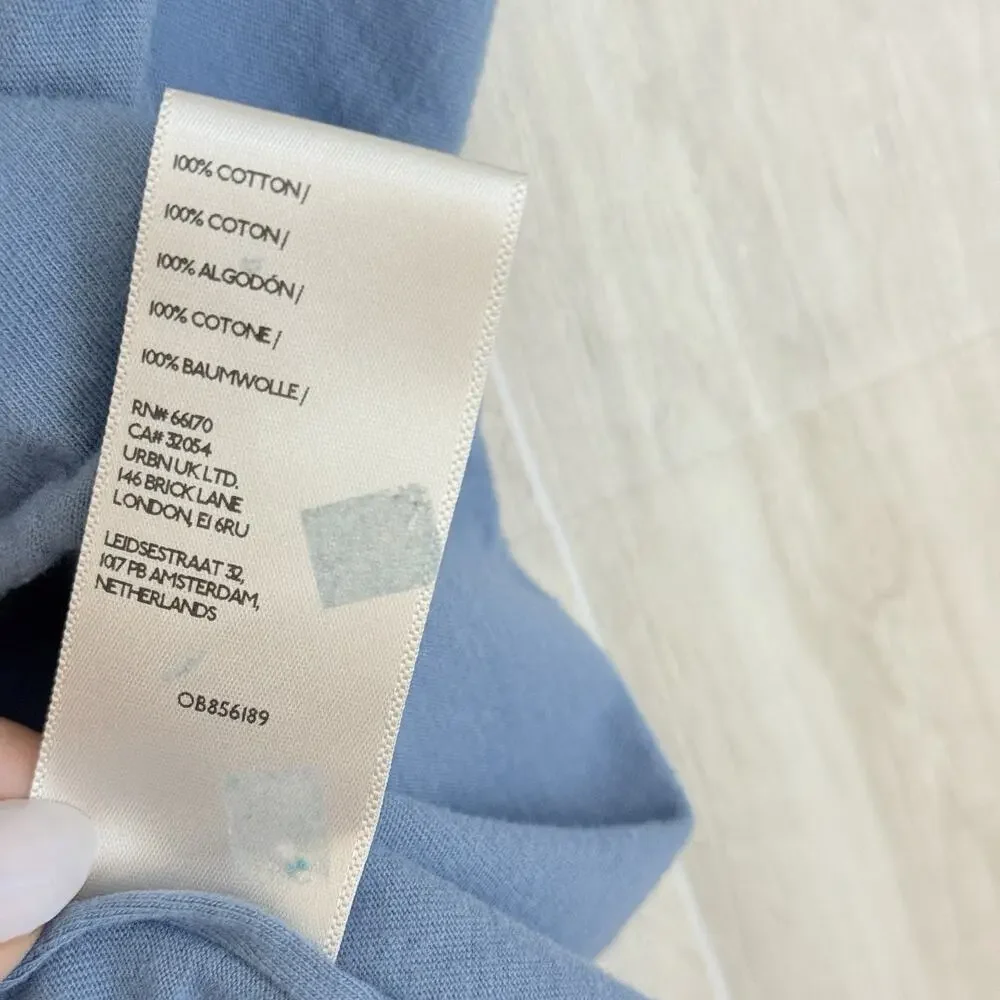 100% COTTON/
100% COTON/
100% ALGODÓN/
100% COTONE/
100% BAUMWOLLE/
RN# 66170
CA# 32054
URBN UK LTD.
146 BRICK LANE
LONDON, E1 6RU
LEIDSESTRAAT 32,
1017 PB AMSTERDAM,
NETHERLANDS
OB856189